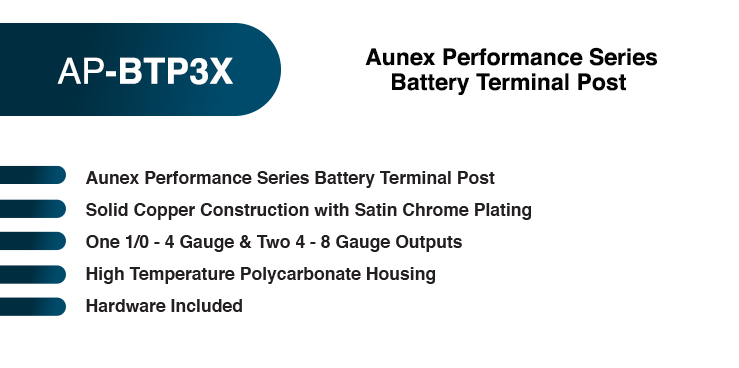 AP-BTP3X
Aunex Performance Series
Battery Terminal Post
Aunex Performance Series Battery Terminal Post
Solid Copper Construction with Satin Chrome Plating
One 1/0 - 4 Gauge & Two 4 - 8 Gauge Outputs
High Temperature Polycarbonate Housing
Hardware Included